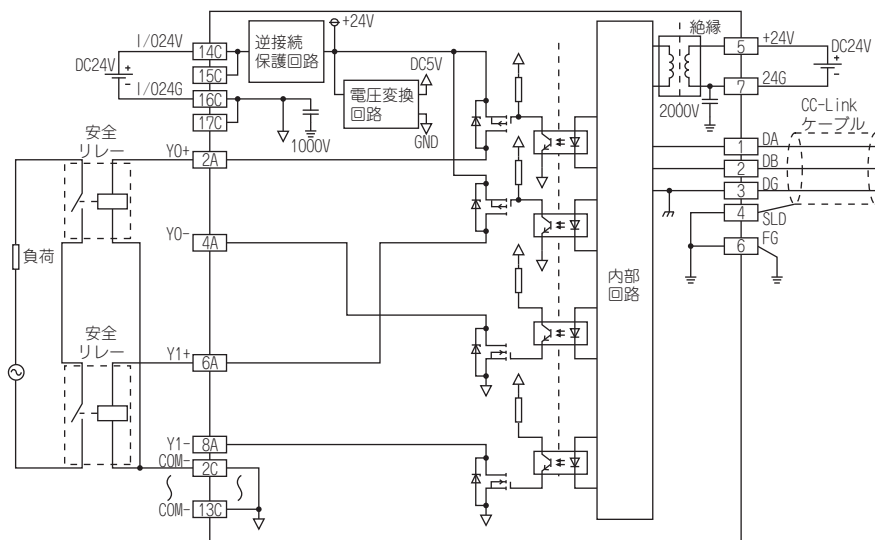 +24V
I/O24V
14C
逆接続
保護回路
DC24V
15C
I/O24G
16C
17C
1000V
DC5V
電圧変換
回路
GND
絶縁
5
+24V
DC24V
7
24G
2000V
CC-Link
ケーブル
1
DA
2
DB
3
DG
4
SLD
6
FG
安全
リレー
Y0+
2A
Y0-
4A
負荷
内部
回路
安全
リレー
Y1+
6A
Y1-
8A
COM-
2C
COM-
13C